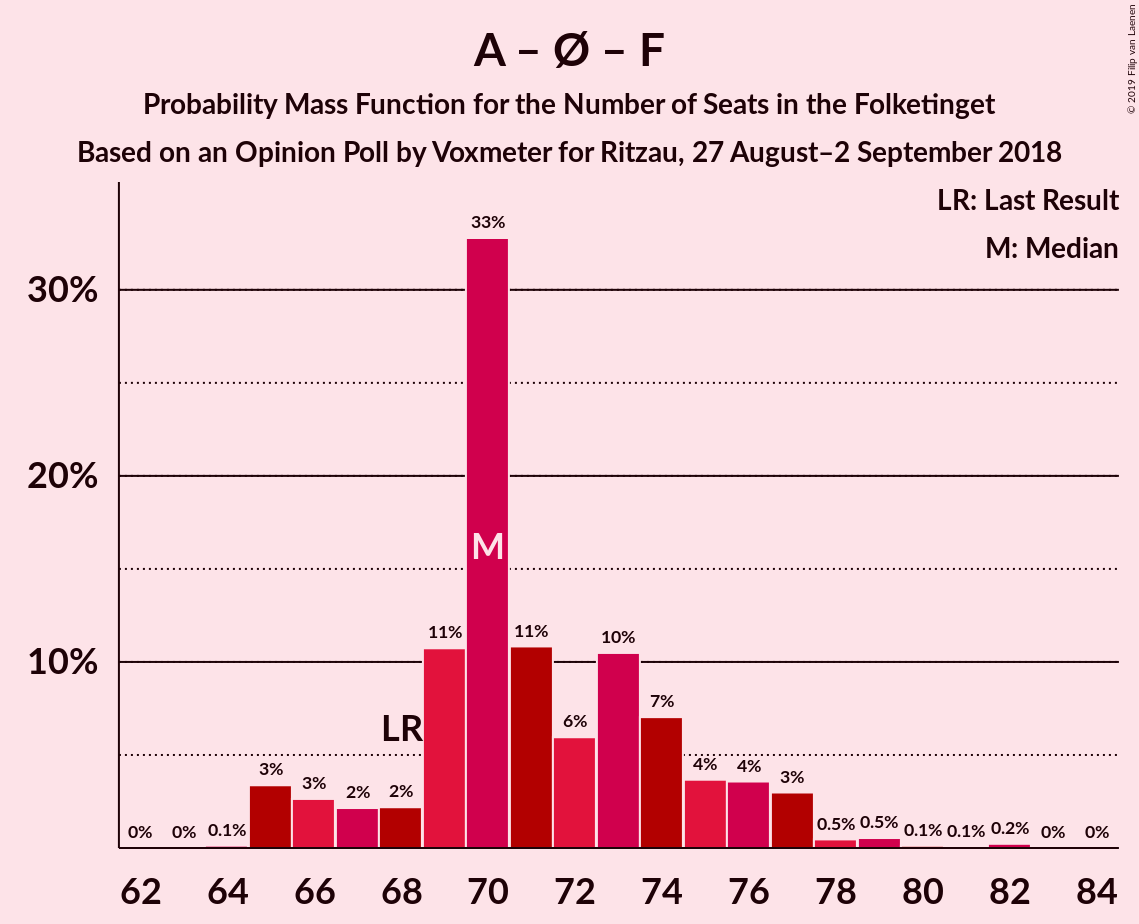 A – Ø – F
Probability Mass Function for the Number of Seats in the Folketinget
Based on an Opinion Poll by Voxmeter for Ritzau, 27 August–2 September 2018
© 2019 Filip van Laenen
LR: Last Result
M: Median
30%
20%
10%
0%
0%
0.1%
3%
3%
2%
2%
11%
33%
11%
6%
10%
7%
4%
4%
3%
0.5%
0.5%
0.1%
0.1%
0.2%
0%
0%
LR
M
62 64 66 68 70 72 74 76 78 80 82 84